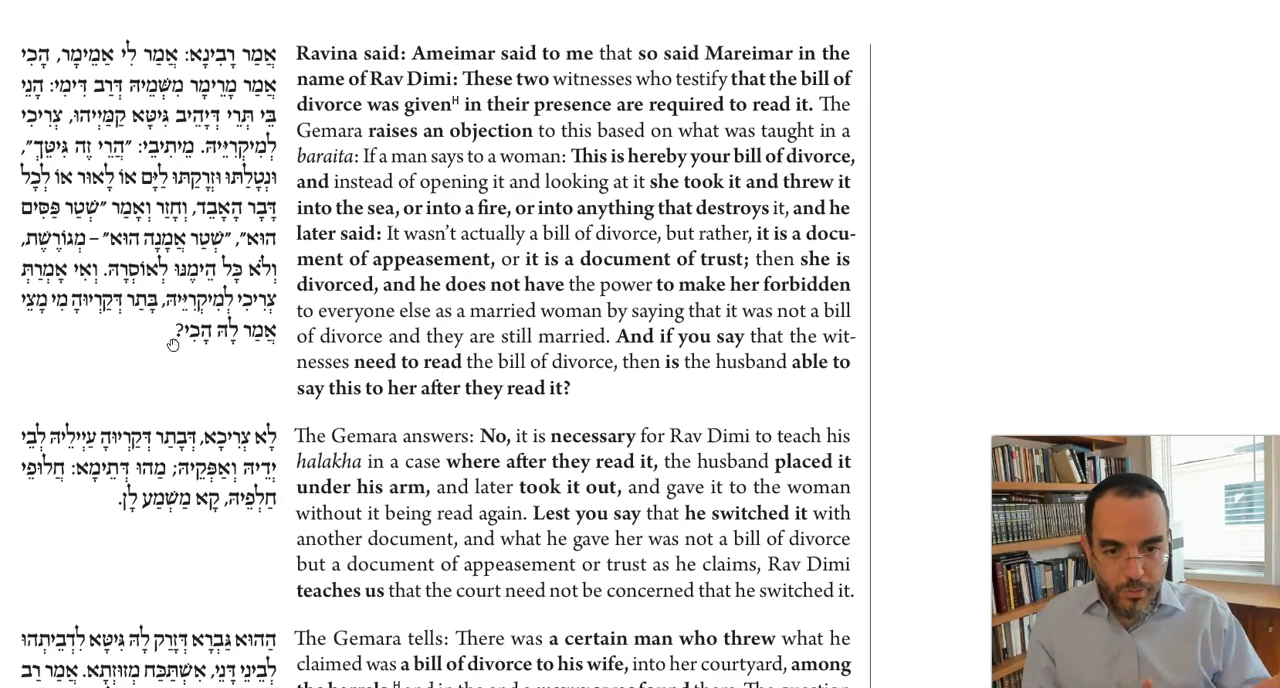 אָמַר רָבִינָא: אֲמַר לִי אַמֵּימָר, הָכִי
אָמַר מָרֵימָר מִשְּׁמֵיהּ דְּרַב דִּימִי: הָנֵי
בֵּי תְרֵי דְּיָהֵיב גִּיטָּא קַמַּיְיהוּ, צְרִיכִי
לְמִיקְרְיֵיהּ. מֵיתִיבִי: ״הֲרֵי זֶה גִּיטֵּךְ״,
וּנְטָלַתּוּ וּזְרָקַתּוּ לַיָּם אוֹ לָאוּר אוֹ לְכׇל
דָּבָר הָאָבֵד, וְחָזַר וְאָמַר ״שְׁטַר פַּסִּים
הוּא״, ״שְׁטַר אֲמָנָה הוּא״ – מְגוֹרֶשֶׁת,
וְלֹא כׇּל הֵימֶנּוּ לְאוֹסְרָהּ. וְאִי אָמְרַתְּ
צְרִיכִי לְמִיקְרְיֵיהּ, בָּתַר דְּקַרְיוּהָ מִי מָצֵי
אָמַר לָהּ הָכִי?
Ravina said: Ameimar said to me that so said Mareimar in the
name of Rav Dimi: These two witnesses who testify that the bill of
divorce was givenᴴ in their presence are required to read it. The
Gemara raises an objection to this based on what was taught in a
baraita: If a man says to a woman: This is hereby your bill of divorce,
and instead of opening it and looking at it she took it and threw it
into the sea, or into a fire, or into anything that destroys it, and he
later said: It wasn't actually a bill of divorce, but rather, it is a docu-
ment of appeasement, or it is a document of trust; then she is
divorced, and he does not have the power to make her forbidden
to everyone else as a married woman by saying that it was not a bill
of divorce and they are still married. And if you say that the wit-
nesses need to read the bill of divorce, then is the husband able to
say this to her after they read it?
לָא צְרִיכָא, דְּבָתַר דְּקַרְיוּהָ עַיְּילֵיהּ לְבֵי
יְדֵיהּ וְאַפְּקֵיהּ; מַהוּ דְּתֵימָא: חַלּוֹפֵי
חַלְּפֵיהּ, קָא מַשְׁמַע לַן.
The Gemara answers: No, it is necessary for Rav Dimi to teach his
halakha in a case where after they read it, the husband placed it
under his arm, and later took it out, and gave it to the woman
without it being read again. Lest you say that he switched it with
another document, and what he gave her was not a bill of divorce
but a document of appeasement or trust as he claims, Rav Dimi
teaches us that the court need not be concerned that he switched it.
הָהוּא גַּבְרָא דְּזָרֵק לַהּ גִּיטָּא לִדְבֵיתְהוּ
לְבֵינֵי דַּנֵּי, אִשְׁתְּכַח מְזוּזְתָּא. אָמַר רַב
The Gemara tells: There was a certain man who threw what he
claimed was a bill of divorce to his wife, into her courtyard, among